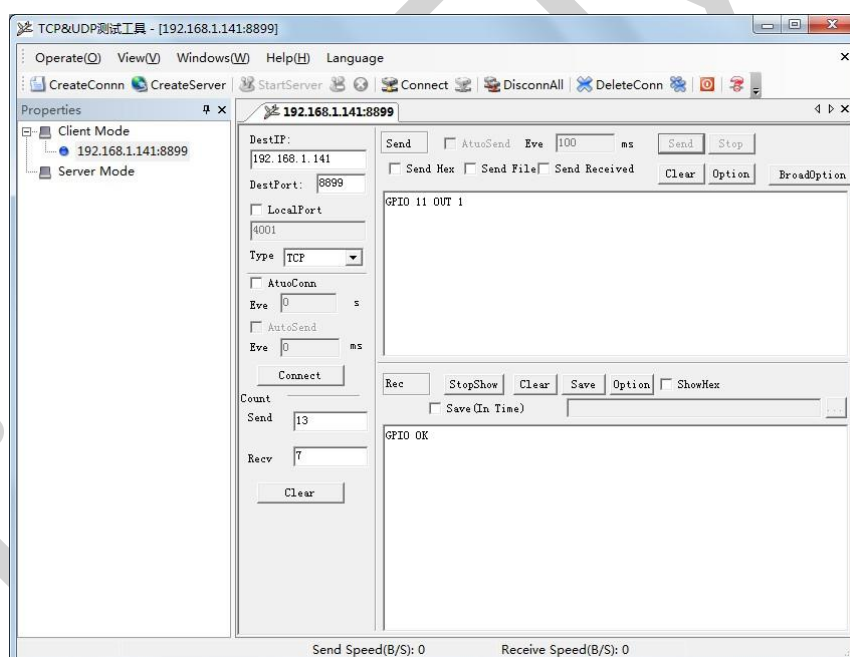 TCP&UDP测试工具 - [192.168.1.141:8899]
Operate(O) View(V) Windows(W) Help(H) Language
CreateConnn CreateServer StartServer Connect DisconnAll DeleteConn
Properties
Client Mode
192.168.1.141:8899
Server Mode
192.168.1.141:8899
DestIP:
192.168.1.141
DestPort: 8899
LocalPort
4001
Type TCP
AtuoConn
Eve 0 s
AutoSend
Eve 0 ms
Connect
Count
Send 13
Recv 7
Clear
Send AtuoSend Eve 100 ms Send Stop
Send Hex Send File Send Received Clear Option BroadOption
GPIO 11 OUT 1
Rec StopShow Clear Save Option ShowHex
Save(In Time) ...
GPIO OK
Send Speed(B/S): 0 Receive Speed(B/S): 0